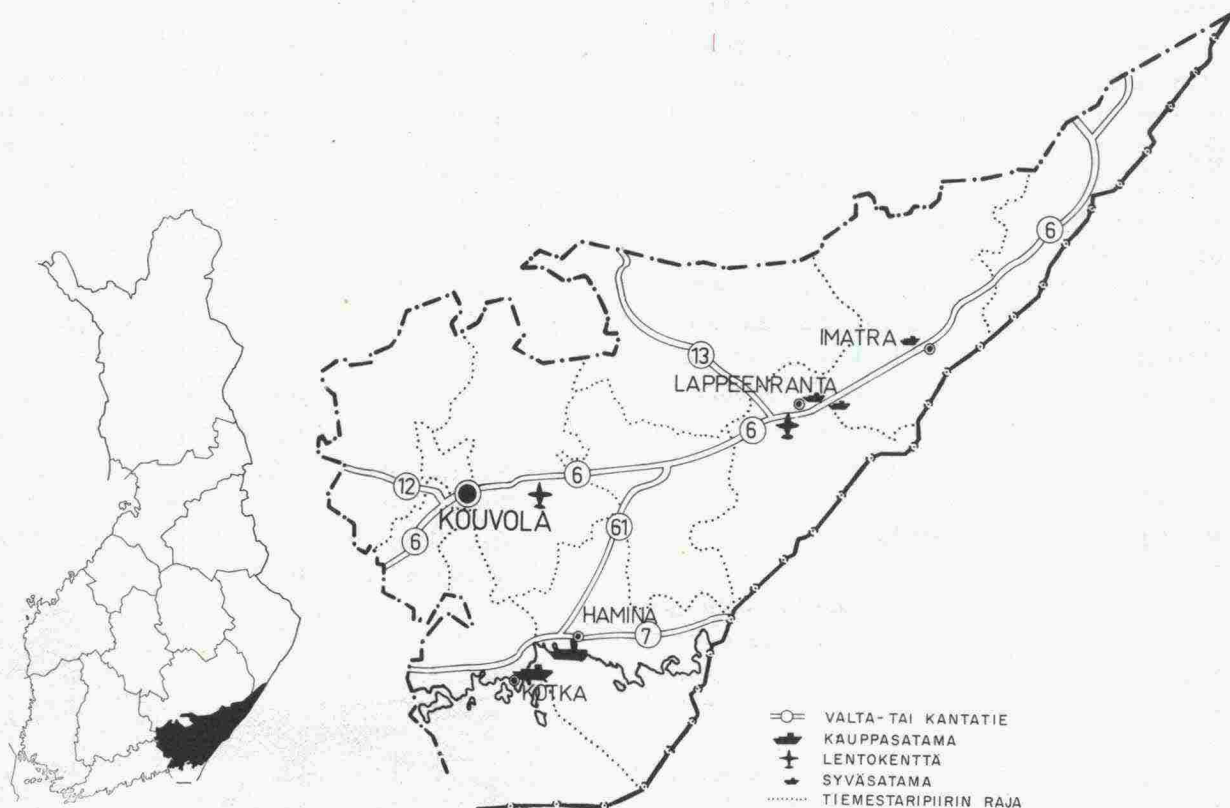 6
IMATRA
13
LAPPEENRANTA
6
6
12
KOUVOLA
61
6
HAMINA
7
KOTKA
VALTA- TAI KANTATIE
KAUPPASATAMA
LENTOKENTTÄ
SYVÄSATAMA
TIEMESTARIPIIRIN RAJA